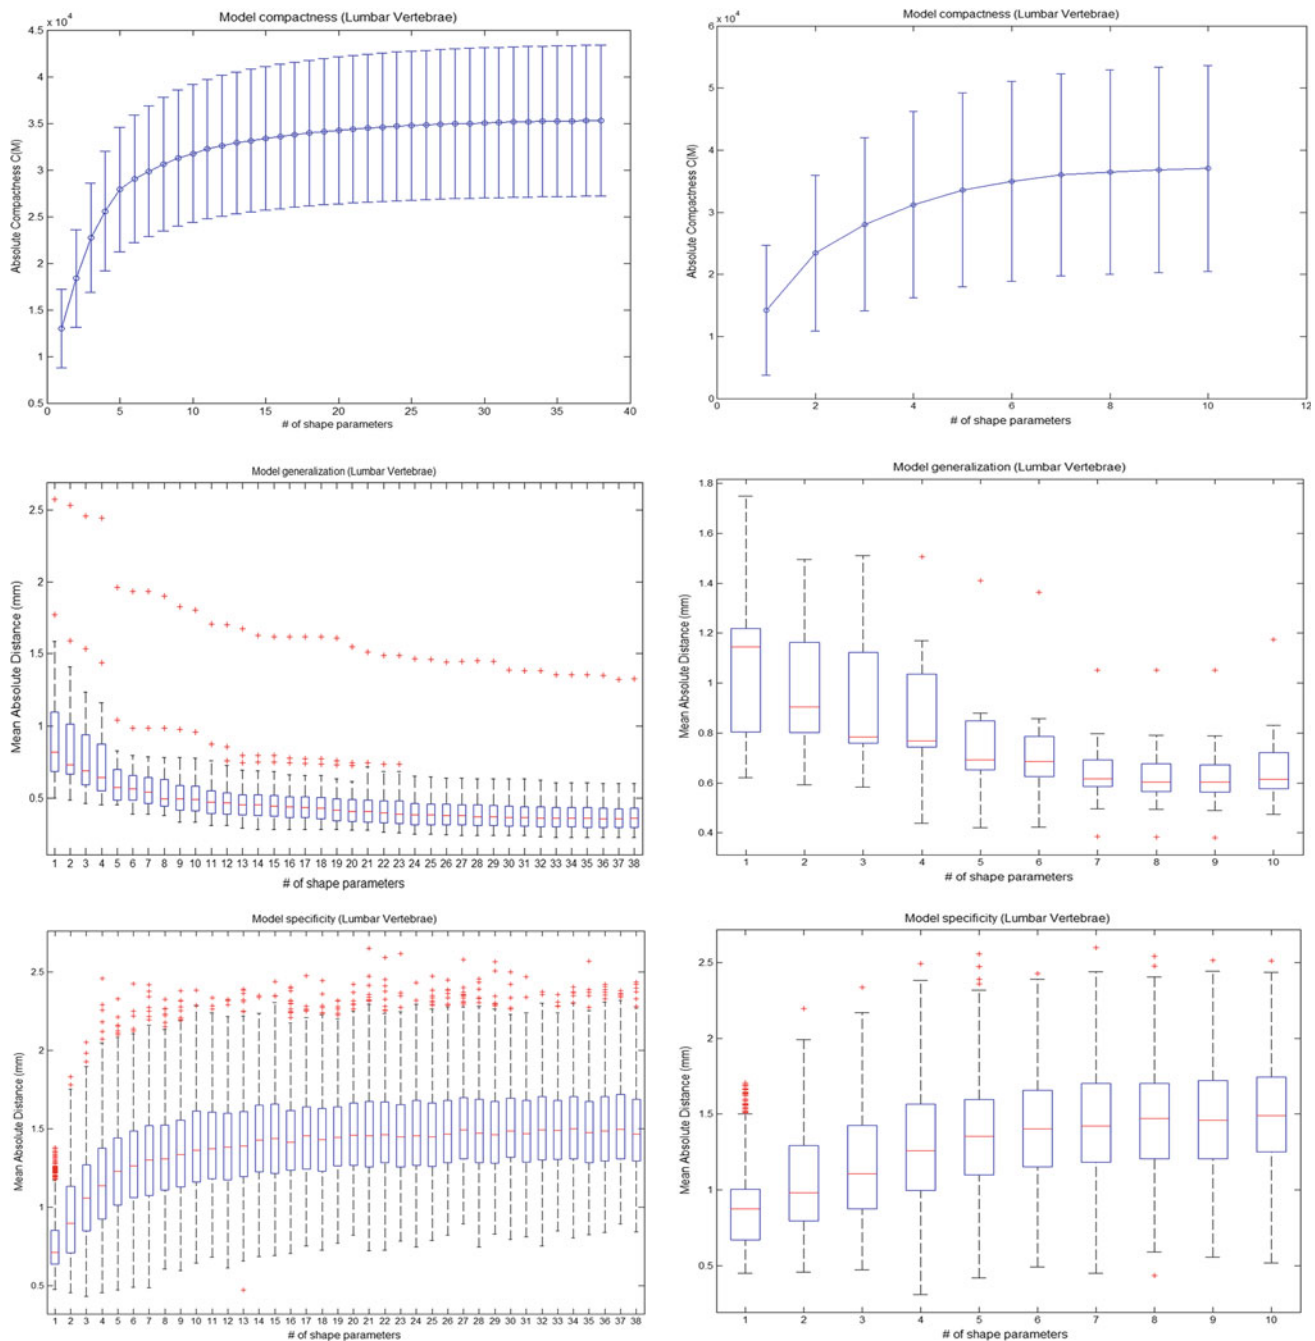 Model compactness (Lumbar Vertebrae)
x 10⁴
4.5
4
3.5
3
2.5
2
1.5
1
0.5
Absolute Compactness C(M)
0 5 10 15 20 25 30 35 40
# of shape parameters
Model compactness (Lumbar Vertebrae)
x 10⁴
6
5
4
3
2
1
0
Absolute Compactness C(M)
0 2 4 6 8 10 12
# of shape parameters
Model generalization (Lumbar Vertebrae)
2.5
2
1.5
1
0.5
Mean Absolute Distance (mm)
1 2 3 4 5 6 7 8 9 10 11 12 13 14 15 16 17 18 19 20 21 22 23 24 25 26 27 28 29 30 31 32 33 34 35 36 37 38
# of shape parameters
Model generalization (Lumbar Vertebrae)
1.8
1.6
1.4
1.2
1
0.8
0.6
0.4
Mean Absolute Distance (mm)
1 2 3 4 5 6 7 8 9 10
# of shape parameters
Model specificity (Lumbar Vertebrae)
2.5
2
1.5
1
0.5
Mean Absolute Distance (mm)
1 2 3 4 5 6 7 8 9 10 11 12 13 14 15 16 17 18 19 20 21 22 23 24 25 26 27 28 29 30 31 32 33 34 35 36 37 38
# of shape parameters
Model specificity (Lumbar Vertebrae)
2.5
2
1.5
1
0.5
Mean Absolute Distance (mm)
1 2 3 4 5 6 7 8 9 10
# of shape parameters